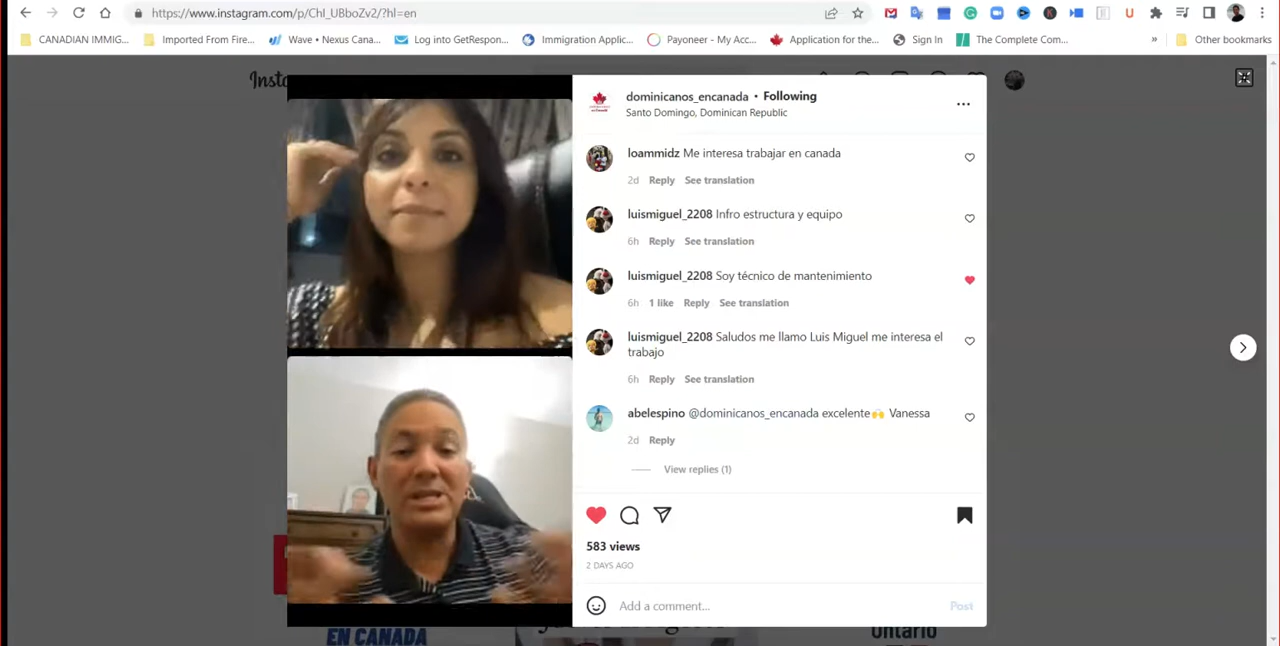 https://www.instagram.com/p/ChI_UBboZv2/?hl=en
CANADIAN IMMIG...
Imported From Fire...
Wave • Nexus Cana...
Log into GetRespon...
Immigration Applic...
Payoneer - My Acc...
Application for the...
Sign In
The Complete Com...
»
Other bookmarks
Insta
dominicanos_encanada • Following
Santo Domingo, Dominican Republic
loammidz Me interesa trabajar en canada
2d Reply See translation
luismiguel_2208 Infro estructura y equipo
6h Reply See translation
luismiguel_2208 Soy técnico de mantenimiento
6h 1 like Reply See translation
luismiguel_2208 Saludos me llamo Luis Miguel me interesa el
trabajo
6h Reply See translation
abelespino @dominicanos_encanada excelente🙌 Vanessa
2d Reply
View replies (1)
583 views
2 DAYS AGO
Add a comment...
Post
EN CANADA
Ontario